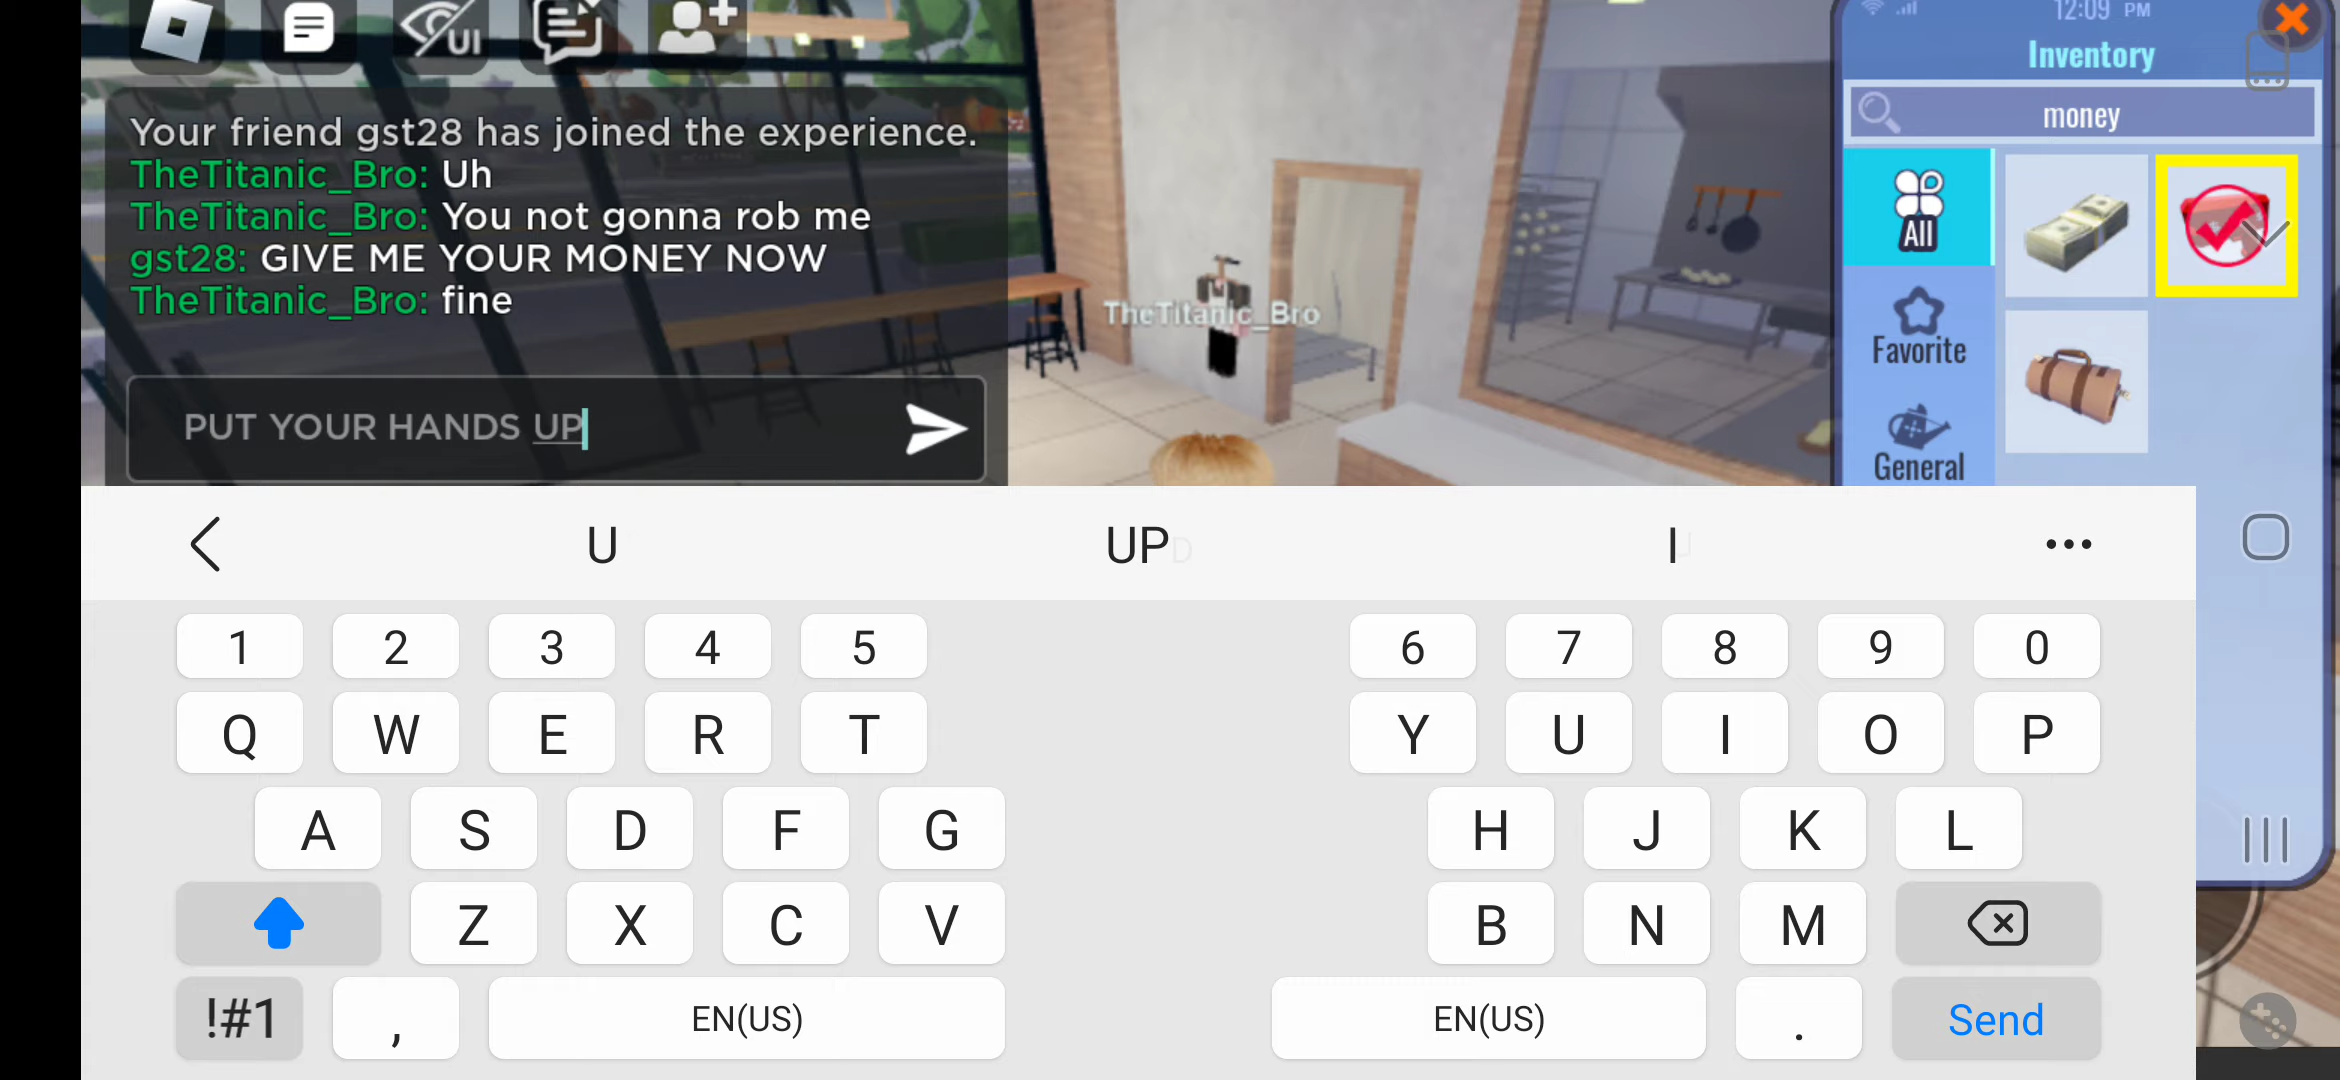 UI
12:09 PM
Inventory
money
Your friend gst28 has joined the experience.
TheTitanic_Bro: Uh
TheTitanic_Bro: You not gonna rob me
gst28: GIVE ME YOUR MONEY NOW
TheTitanic_Bro: fine
PUT YOUR HANDS UP
TheTitanic_Bro
All
Favorite
General
U UP I
1 2 3 4 5 6 7 8 9 0
Q W E R T Y U I O P
A S D F G H J K L
Z X C V B N M
!#1 , EN(US) EN(US) . Send